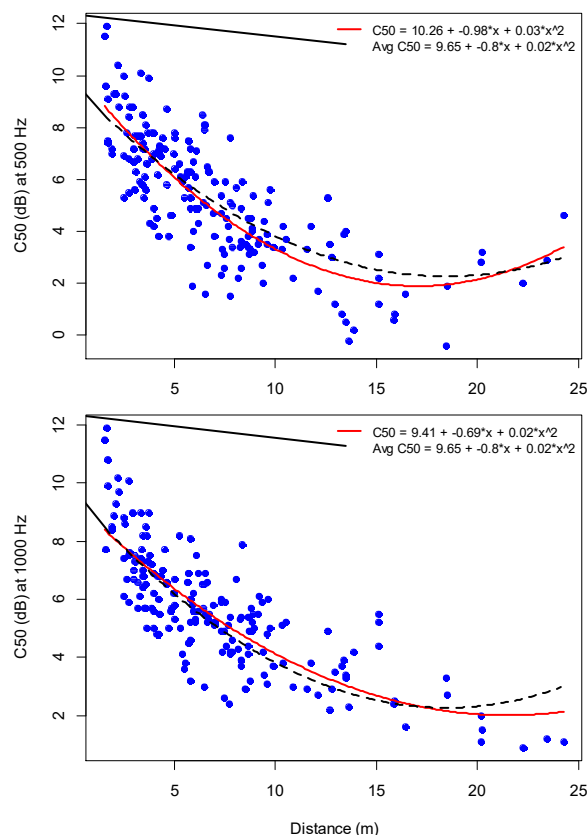 12
10
8
6
4
2
0
C50 (dB) at 500 Hz
C50 = 10.26 + -0.98*x + 0.03*x^2
Avg C50 = 9.65 + -0.8*x + 0.02*x^2
5 10 15 20 25
12
10
8
6
4
2
C50 (dB) at 1000 Hz
C50 = 9.41 + -0.69*x + 0.02*x^2
Avg C50 = 9.65 + -0.8*x + 0.02*x^2
5 10 15 20 25
Distance (m)